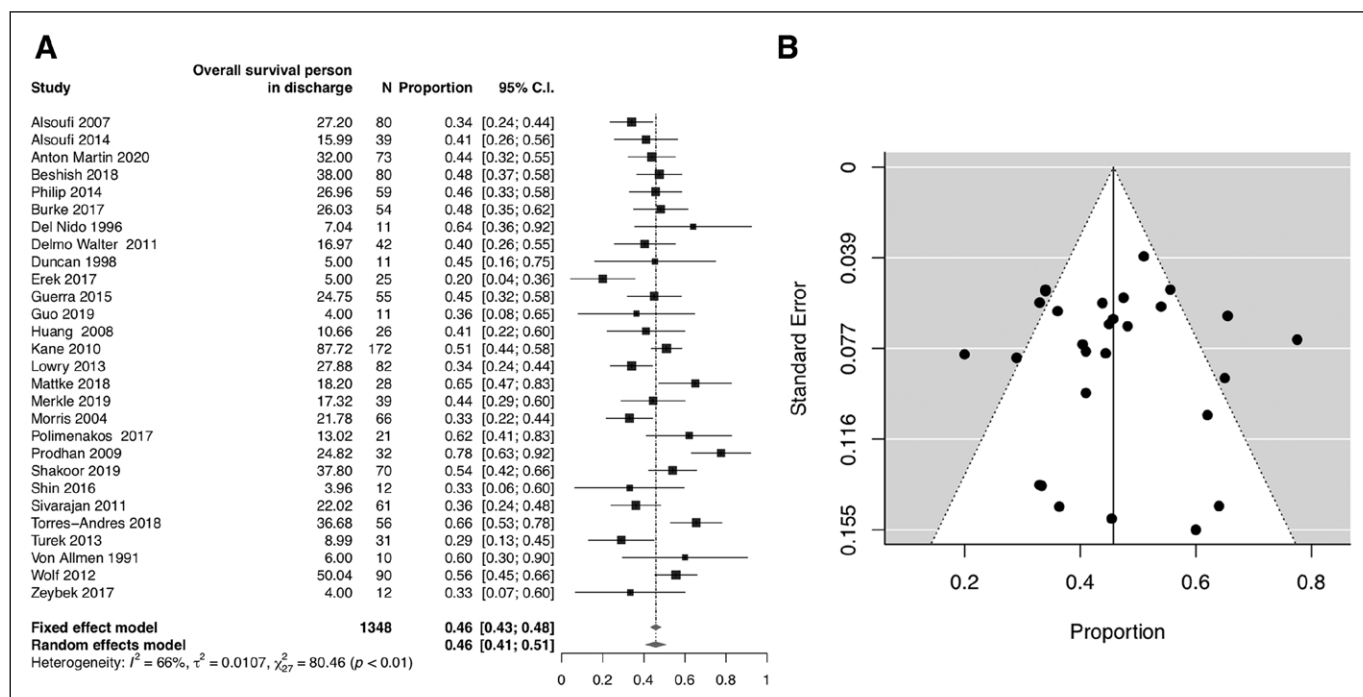 A
Overall survival person
Study in discharge N Proportion 95% C.I.
Alsoufi 2007 27.20 80 0.34 [0.24; 0.44]
Alsoufi 2014 15.99 39 0.41 [0.26; 0.56]
Anton Martin 2020 32.00 73 0.44 [0.32; 0.55]
Beshish 2018 38.00 80 0.48 [0.37; 0.58]
Philip 2014 26.96 59 0.46 [0.33; 0.58]
Burke 2017 26.03 54 0.48 [0.35; 0.62]
Del Nido 1996 7.04 11 0.64 [0.36; 0.92]
Delmo Walter 2011 16.97 42 0.40 [0.26; 0.55]
Duncan 1998 5.00 11 0.45 [0.16; 0.75]
Erek 2017 5.00 25 0.20 [0.04; 0.36]
Guerra 2015 24.75 55 0.45 [0.32; 0.58]
Guo 2019 4.00 11 0.36 [0.08; 0.65]
Huang 2008 10.66 26 0.41 [0.22; 0.60]
Kane 2010 87.72 172 0.51 [0.44; 0.58]
Lowry 2013 27.88 82 0.34 [0.24; 0.44]
Mattke 2018 18.20 28 0.65 [0.47; 0.83]
Merkle 2019 17.32 39 0.44 [0.29; 0.60]
Morris 2004 21.78 66 0.33 [0.22; 0.44]
Polimenakos 2017 13.02 21 0.62 [0.41; 0.83]
Prodhan 2009 24.82 32 0.78 [0.63; 0.92]
Shakoor 2019 37.80 70 0.54 [0.42; 0.66]
Shin 2016 3.96 12 0.33 [0.06; 0.60]
Sivarajan 2011 22.02 61 0.36 [0.24; 0.48]
Torres−Andres 2018 36.68 56 0.66 [0.53; 0.78]
Turek 2013 8.99 31 0.29 [0.13; 0.45]
Von Allmen 1991 6.00 10 0.60 [0.30; 0.90]
Wolf 2012 50.04 90 0.56 [0.45; 0.66]
Zeybek 2017 4.00 12 0.33 [0.07; 0.60]
Fixed effect model 1348 0.46 [0.43; 0.48]
Random effects model 0.46 [0.41; 0.51]
Heterogeneity: I² = 66%, τ² = 0.0107, χ²₂₇ = 80.46 (p < 0.01)
0 0.2 0.4 0.6 0.8 1
B
Standard Error
0
0.039
0.077
0.116
0.155
0.2 0.4 0.6 0.8
Proportion